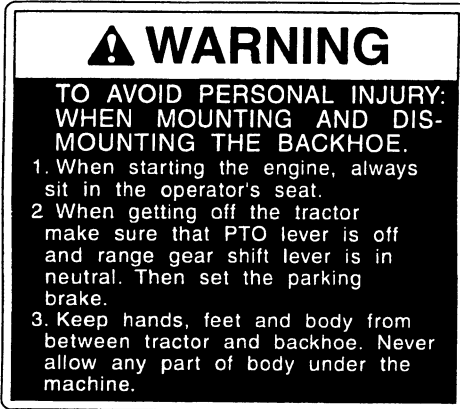 WARNING
TO AVOID PERSONAL INJURY:
WHEN MOUNTING AND DIS-
MOUNTING THE BACKHOE.
1. When starting the engine, always
sit in the operator's seat.
2 When getting off the tractor
make sure that PTO lever is off
and range gear shift lever is in
neutral. Then set the parking
brake.
3. Keep hands, feet and body from
between tractor and backhoe. Never
allow any part of body under the
machine.